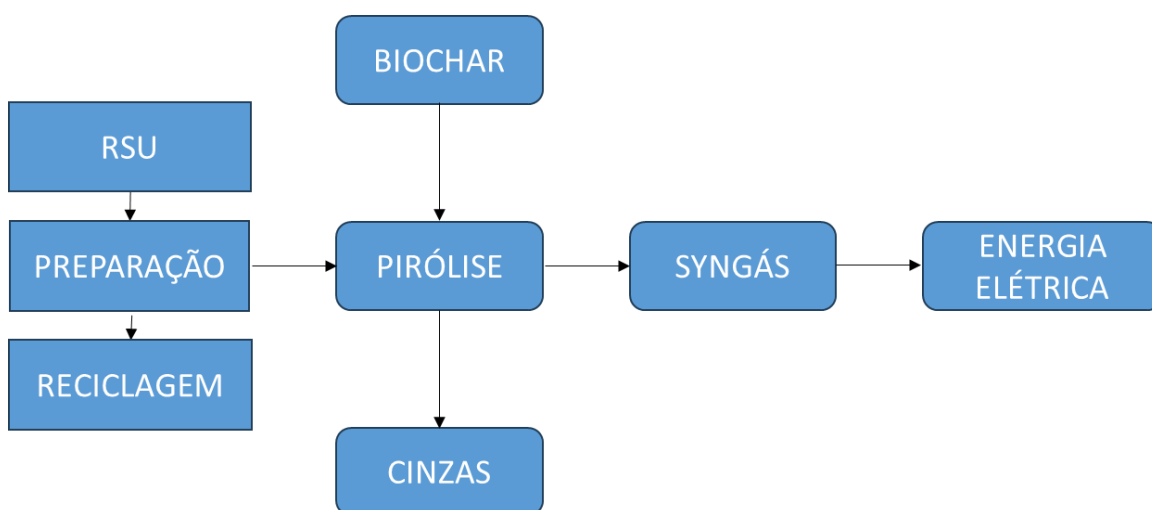 BIOCHAR
RSU
PREPARAÇÃO
PIRÓLISE
SYNGÁS
ENERGIA
ELÉTRICA
RECICLAGEM
CINZAS